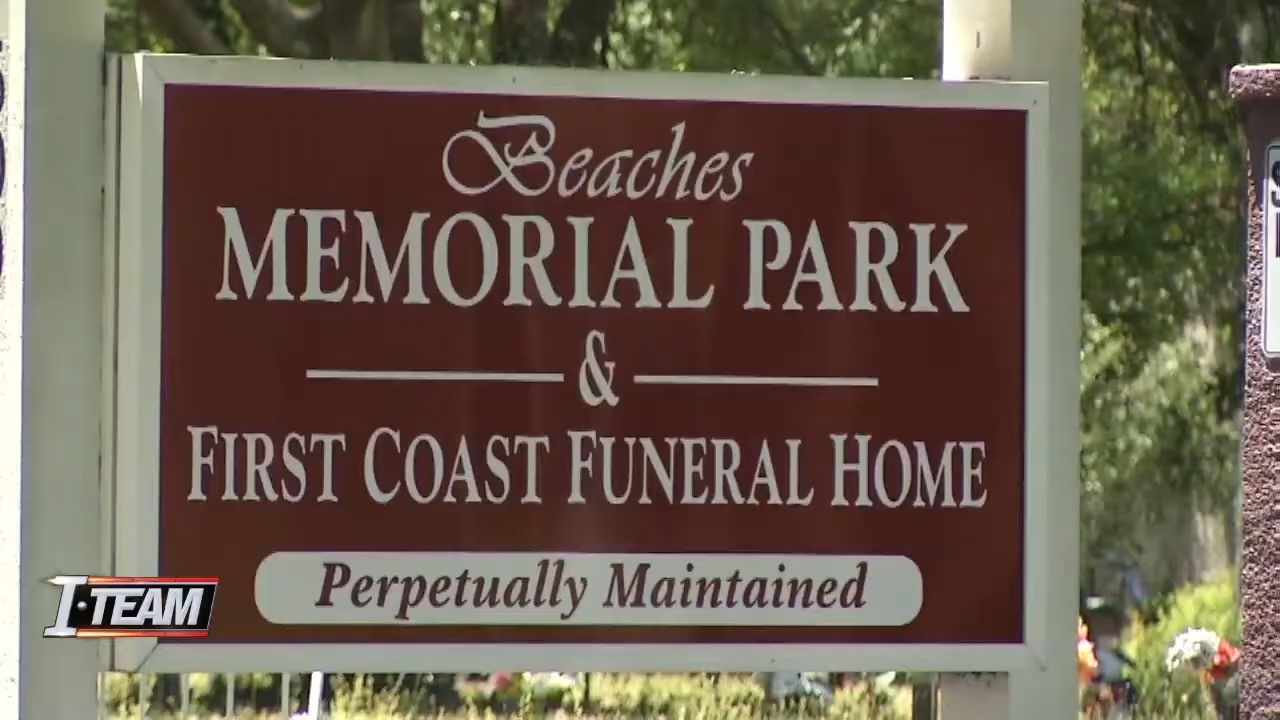 Beaches
MEMORIAL PARK
&
FIRST COAST FUNERAL HOME
Perpetually Maintained
I·TEAM